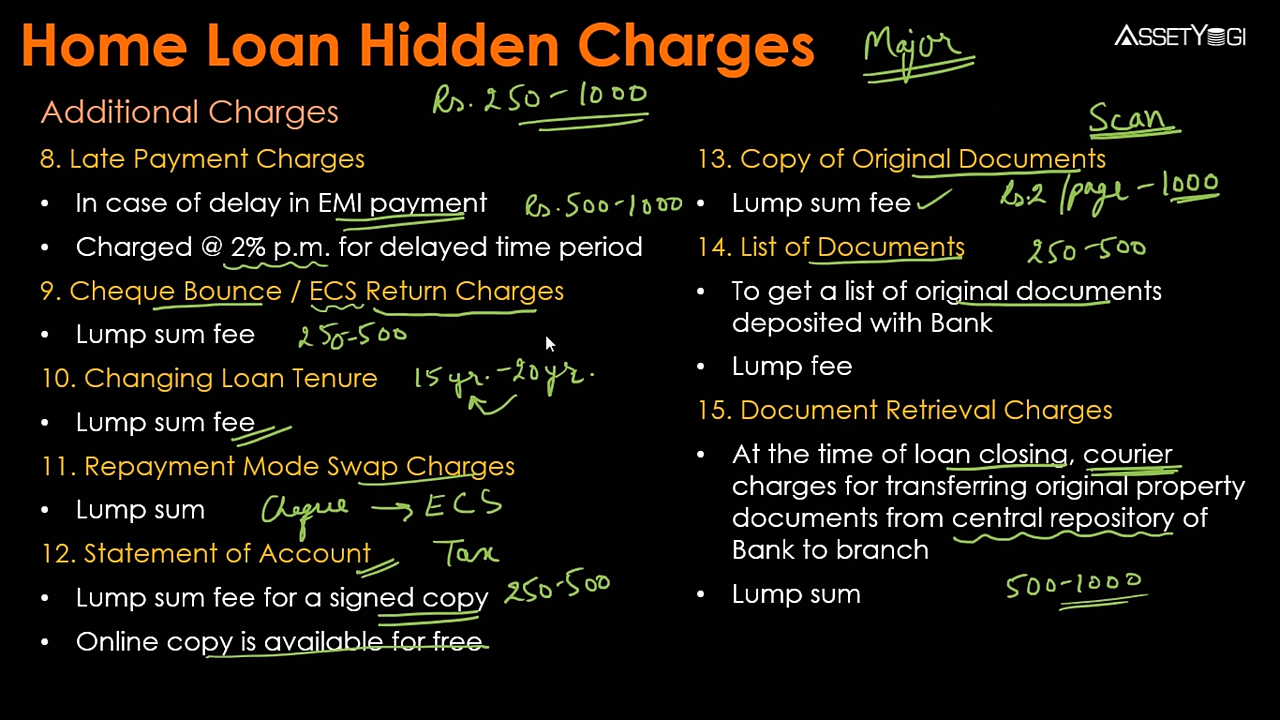 Home Loan Hidden Charges
Major
ASSETYOGI
Additional Charges
Rs. 250-1000
8. Late Payment Charges
• In case of delay in EMI payment
Rs. 500-1000
• Charged @ 2% p.m. for delayed time period
9. Cheque Bounce / ECS Return Charges
• Lump sum fee
250-500
10. Changing Loan Tenure
15 yr. - 20 yr.
• Lump sum fee
11. Repayment Mode Swap Charges
• Lump sum
Cheque → ECS
12. Statement of Account
Tax
• Lump sum fee for a signed copy
250-500
• Online copy is available for free
Scan
13. Copy of Original Documents
• Lump sum fee
Rs.2 /page - 1000
14. List of Documents
250-500
• To get a list of original documents
deposited with Bank
• Lump fee
15. Document Retrieval Charges
• At the time of loan closing, courier
charges for transferring original property
documents from central repository of
Bank to branch
• Lump sum
500-1000